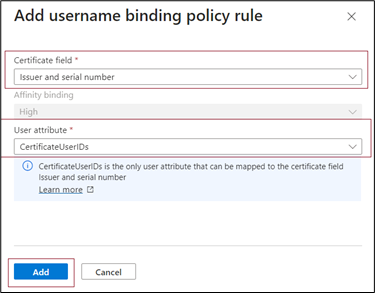 Add username binding policy rule
Certificate field *
Issuer and serial number
Affinity binding
High
User attribute *
CertificateUserIDs
CertificateUserIDs is the only user attribute that can be mapped to the certificate field
Issuer and serial number
Learn more
Add
Cancel